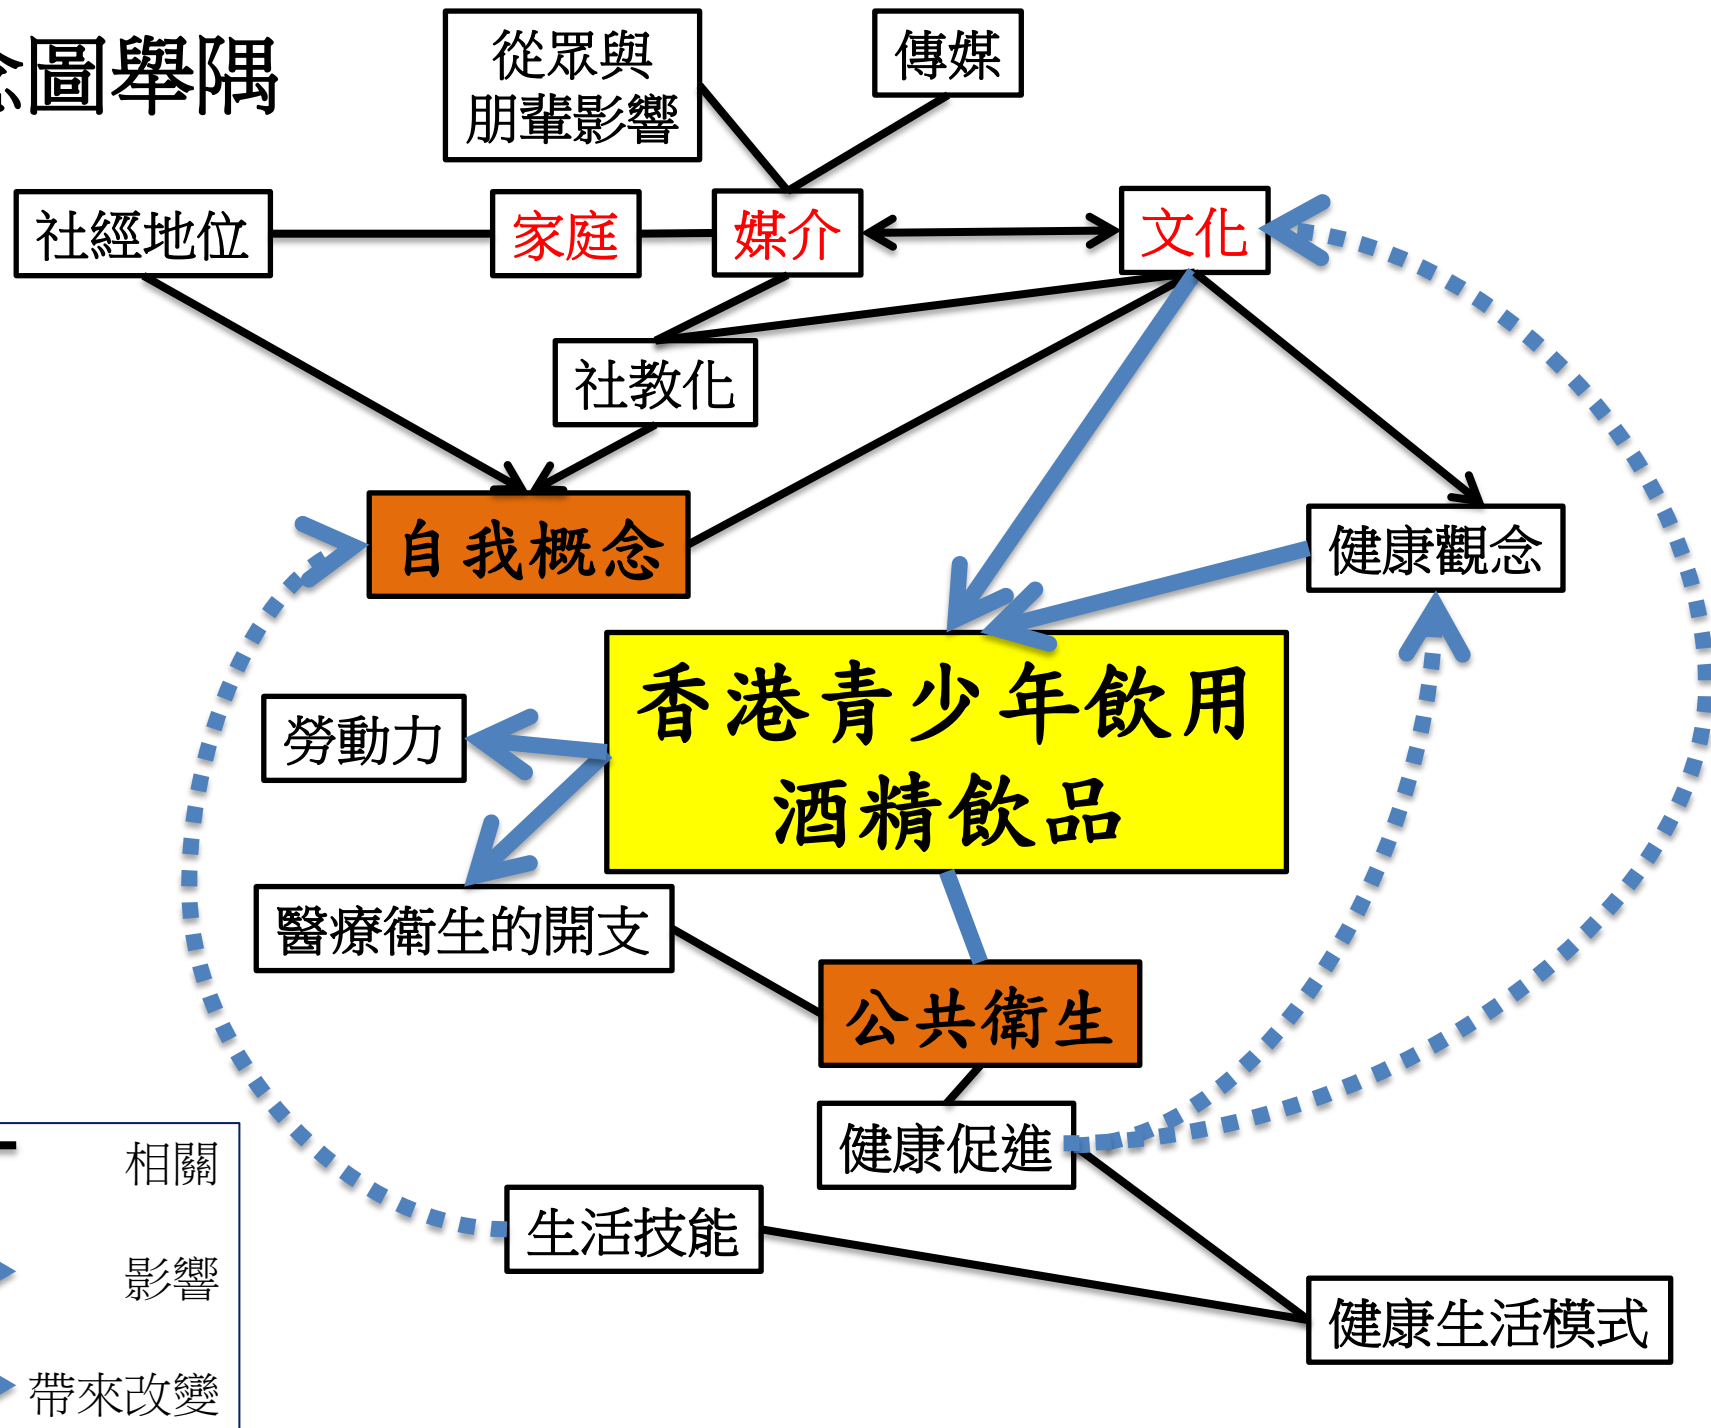 念圖舉隅
從眾與
朋輩影響
傳媒
社經地位
家庭
媒介
文化
社教化
自我概念
健康觀念
香港青少年飲用
酒精飲品
勞動力
醫療衛生的開支
公共衛生
健康促進
生活技能
健康生活模式
相關
影響
帶來改變